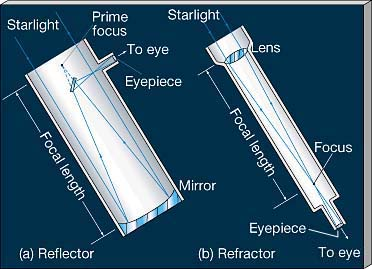 Starlight
Prime
focus
To eye
Eyepiece
Focal length
Mirror
(a) Reflector
Starlight
Lens
Focal length
Focus
Eyepiece
To eye
(b) Refractor